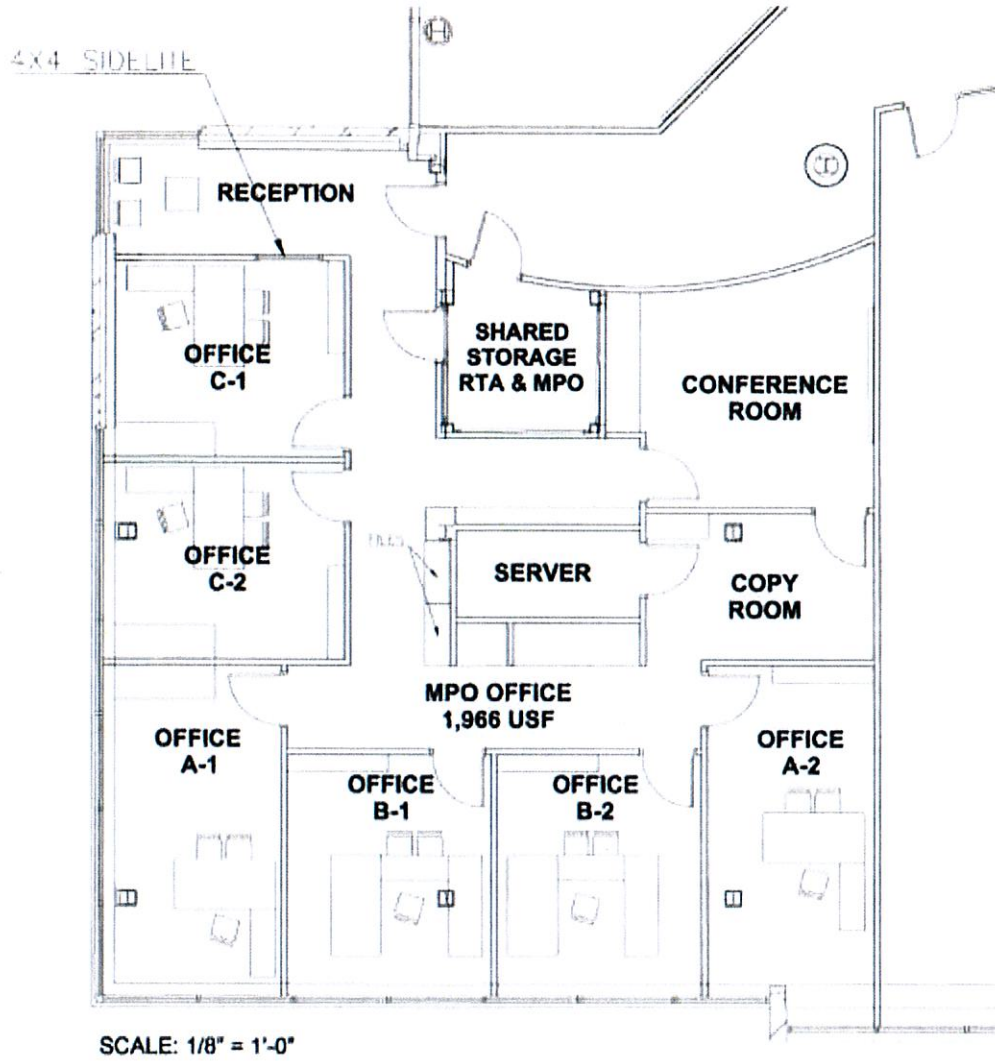 4X4 SIDELITE
RECEPTION
OFFICE
C-1
SHARED
STORAGE
RTA & MPO
CONFERENCE
ROOM
OFFICE
C-2
SERVER
COPY
ROOM
MPO OFFICE
1,966 USF
OFFICE
A-1
OFFICE
B-1
OFFICE
B-2
OFFICE
A-2
SCALE: 1/8" = 1'-0"